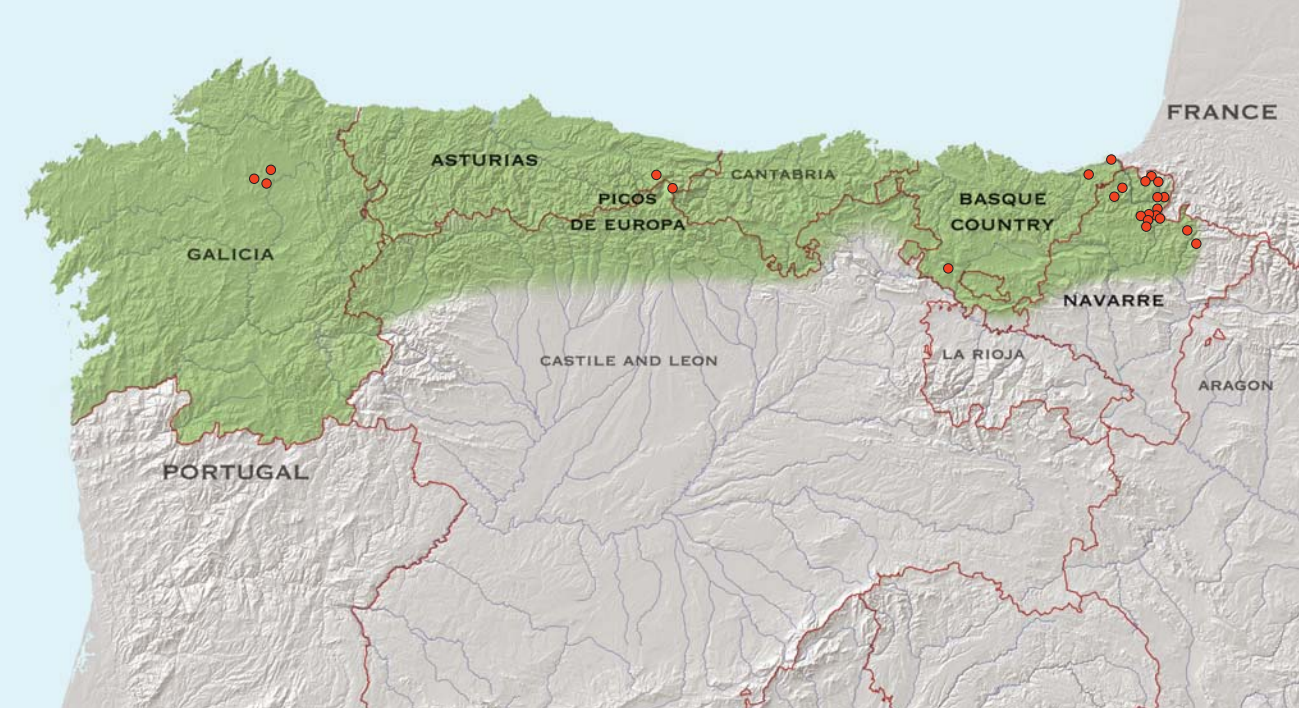 FRANCE
ASTURIAS
CANTABRIA
PICOS
DE EUROPA
BASQUE
COUNTRY
GALICIA
NAVARRE
LA RIOJA
CASTILE AND LEON
ARAGON
PORTUGAL